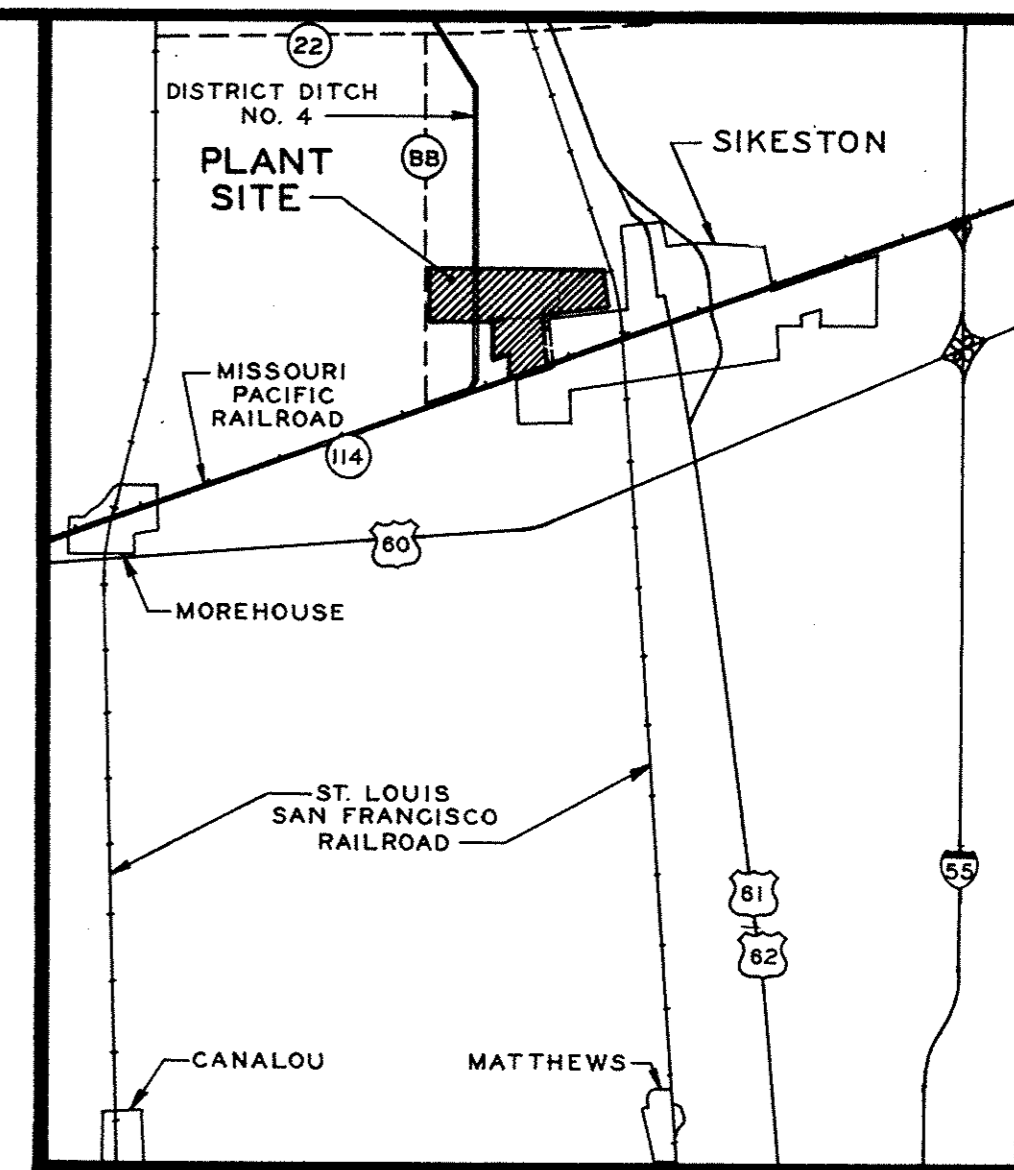 22
DISTRICT DITCH
NO. 4
BB
PLANT
SITE
SIKESTON
MISSOURI
PACIFIC
RAILROAD
114
60
MOREHOUSE
ST. LOUIS
SAN FRANCISCO
RAILROAD
55
61
62
CANALOU
MATTHEWS